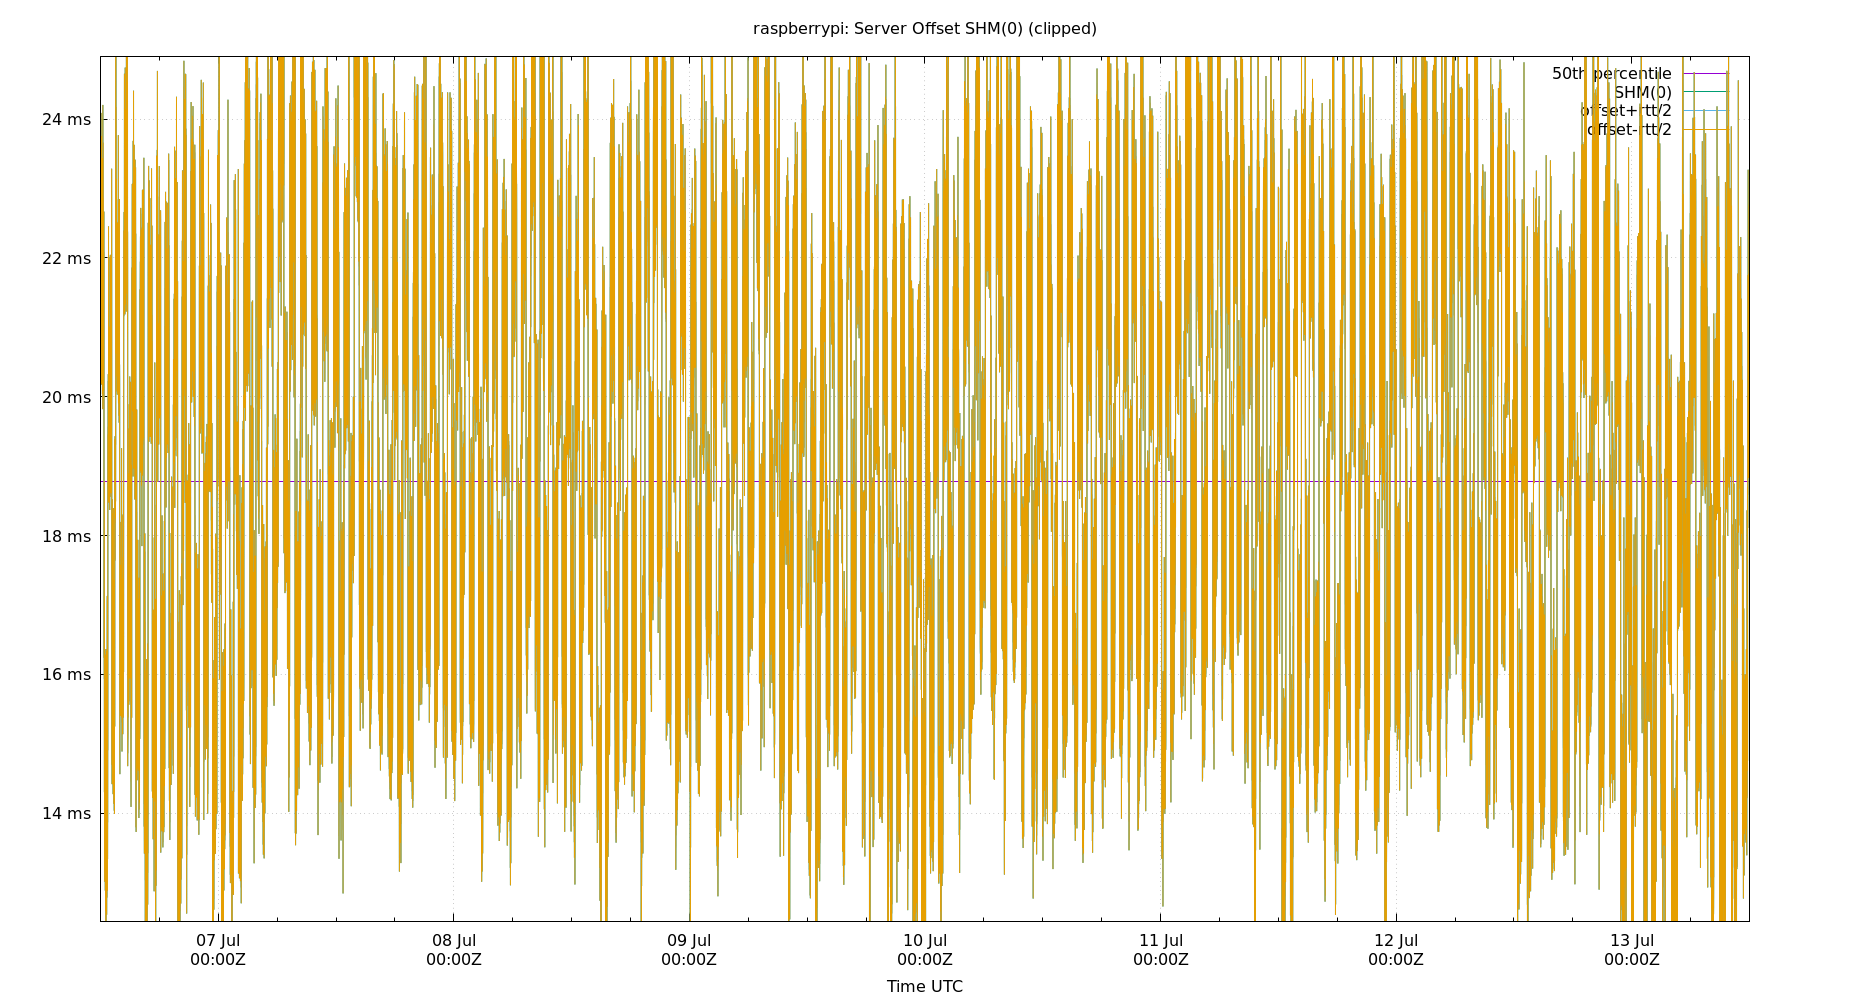 raspberrypi: Server Offset SHM(0) (clipped)
50th percentile
SHM(0)
offset+rtt/2
offset-rtt/2
24 ms
22 ms
20 ms
18 ms
16 ms
14 ms
07 Jul 08 Jul 09 Jul 10 Jul 11 Jul 12 Jul 13 Jul
00:00Z 00:00Z 00:00Z 00:00Z 00:00Z 00:00Z 00:00Z
Time UTC